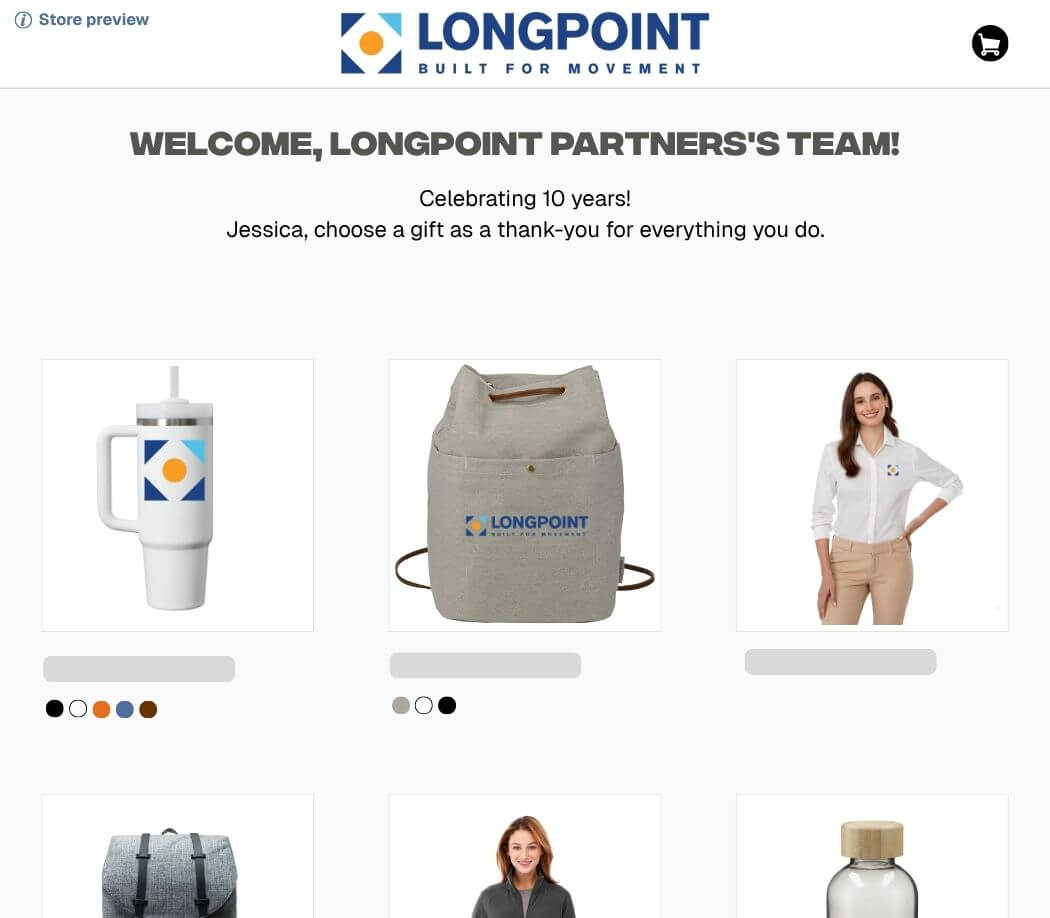 Store preview
LONGPOINT
BUILT FOR MOVEMENT
WELCOME, LONGPOINT PARTNERS'S TEAM!
Celebrating 10 years!
Jessica, choose a gift as a thank-you for everything you do.
LONGPOINT
BUILT FOR MOVEMENT